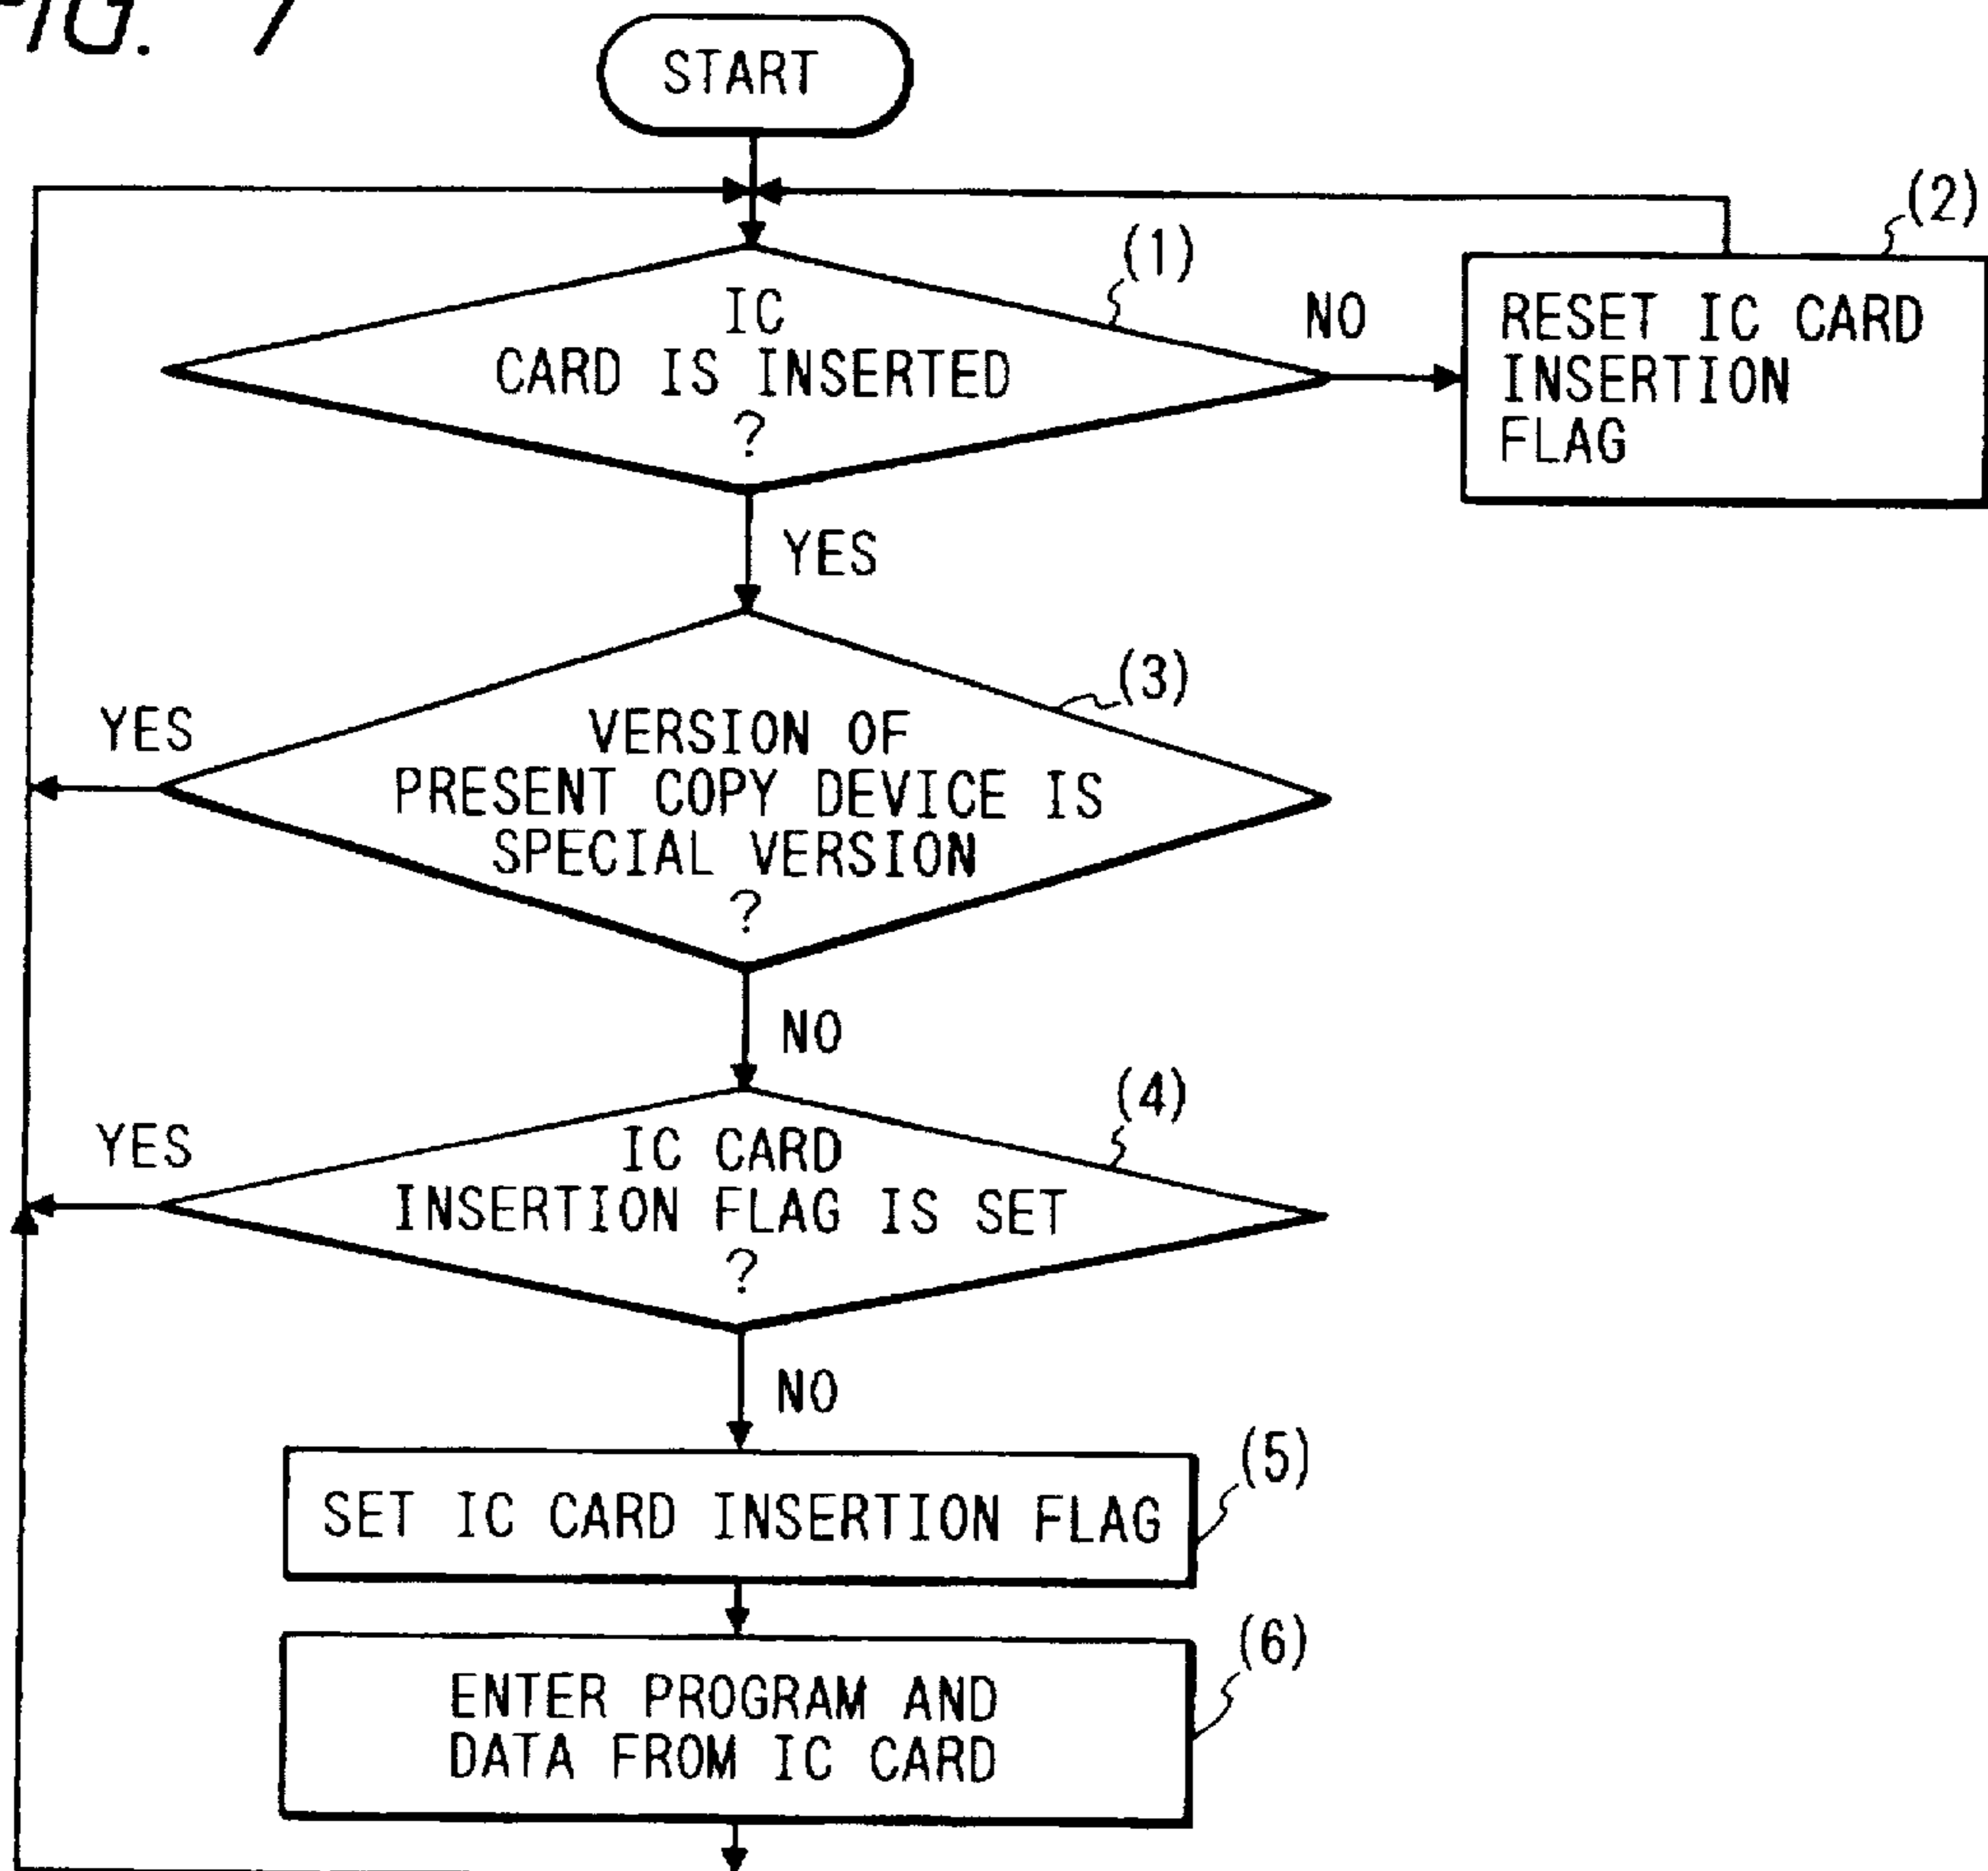 FIG. 7
START
(1)
(2)
IC
CARD IS INSERTED
?
NO
RESET IC CARD
INSERTION
FLAG
YES
(3)
YES
VERSION OF
PRESENT COPY DEVICE IS
SPECIAL VERSION
?
NO
(4)
YES
IC CARD
INSERTION FLAG IS SET
?
NO
(5)
SET IC CARD INSERTION FLAG
(6)
ENTER PROGRAM AND
DATA FROM IC CARD